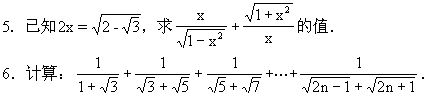 5. 已知2x=√(2-√3)，求 x/√(1-x²) + √(1+x²)/x 的值.
6. 计算：1/(1+√3) + 1/(√3+√5) + 1/(√5+√7) +…+ 1/(√(2n-1)+√(2n+1)).